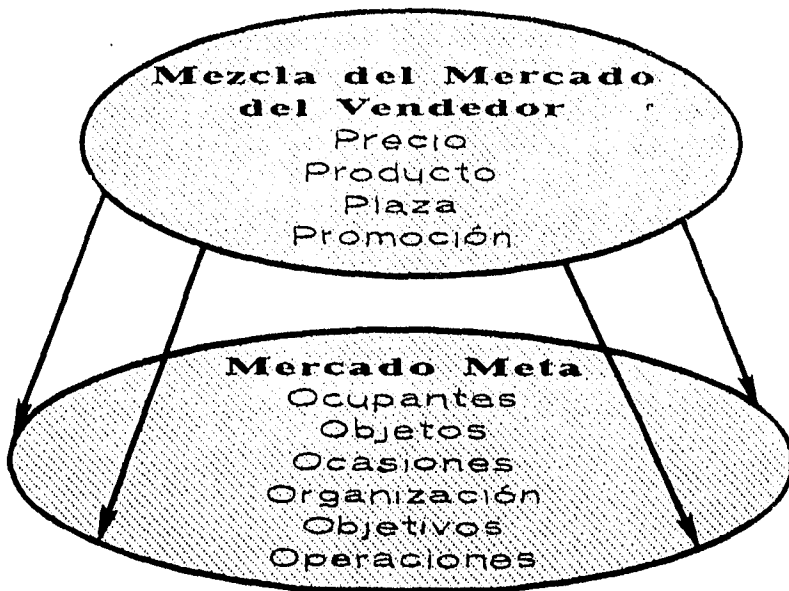 Mezcla del Mercado
del Vendedor
Precio
Producto
Plaza
Promoción
Mercado Meta
Ocupantes
Objetos
Ocasiones
Organización
Objetivos
Operaciones